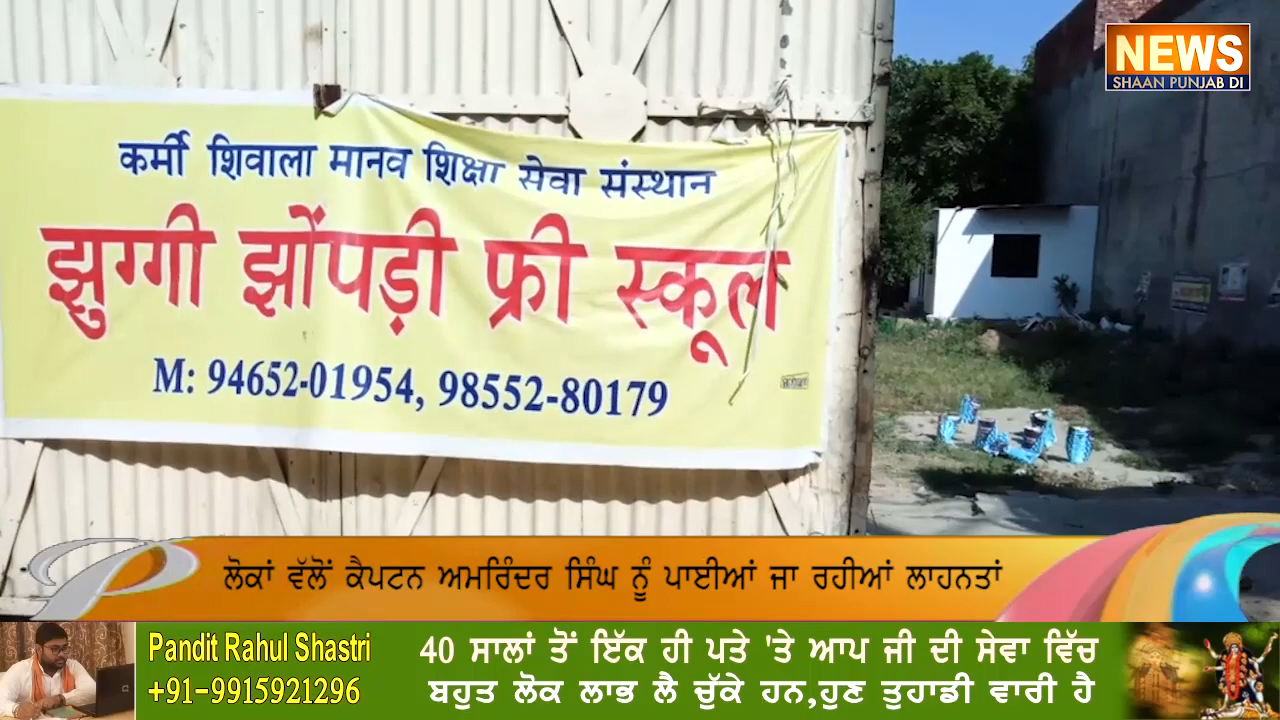 NEWS
SHAAN PUNJAB DI
कर्मी शिवाला मानव शिक्षा सेवा संस्थान
झुग्गी झोंपड़ी फ्री स्कूल
M: 94652-01954, 98552-80179
ਲੋਕਾਂ ਵੱਲੋਂ ਕੈਪਟਨ ਅਮਰਿੰਦਰ ਸਿੰਘ ਨੂੰ ਪਾਈਆਂ ਜਾ ਰਹੀਆਂ ਲਾਹਨਤਾਂ
Pandit Rahul Shastri
+91-9915921296
40 ਸਾਲਾਂ ਤੋਂ ਇੱਕ ਹੀ ਪਤੇ 'ਤੇ ਆਪ ਜੀ ਦੀ ਸੇਵਾ ਵਿੱਚ
ਬਹੁਤ ਲੋਕ ਲਾਭ ਲੈ ਚੁੱਕੇ ਹਨ,ਹੁਣ ਤੁਹਾਡੀ ਵਾਰੀ ਹੈ